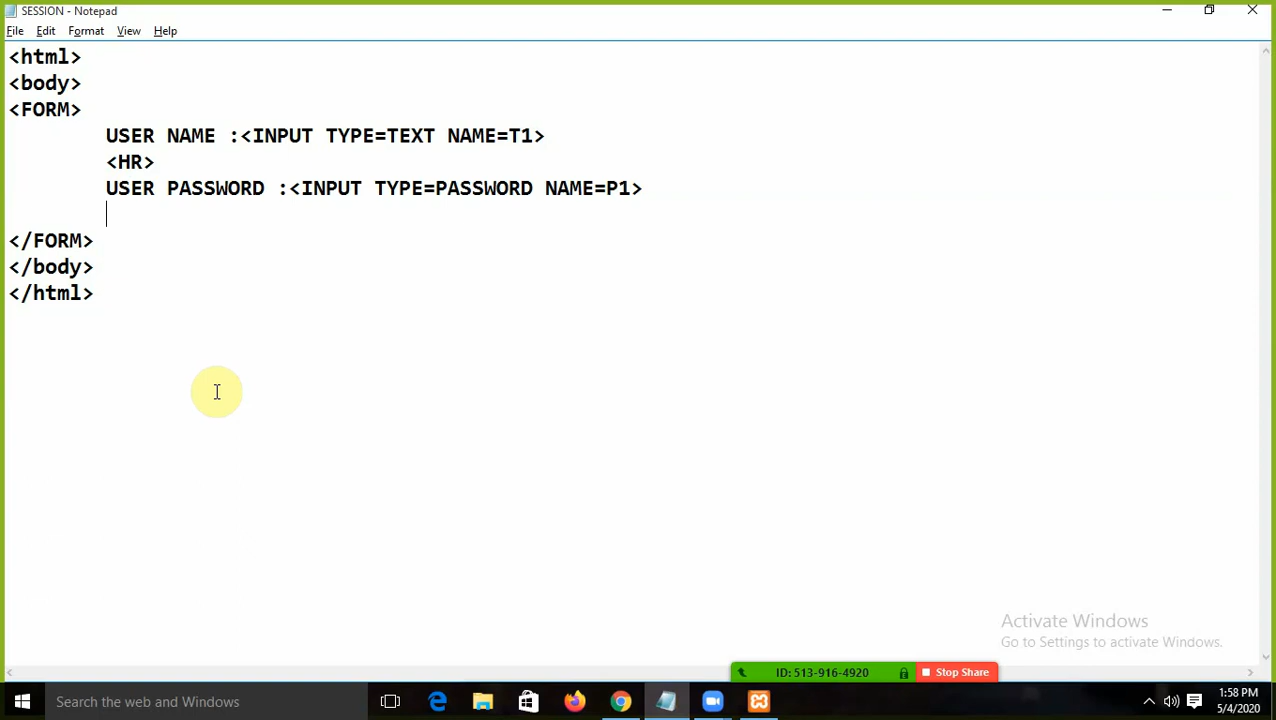 SESSION - Notepad
File Edit Format View Help
<html>
<body>
<FORM>
USER NAME :<INPUT TYPE=TEXT NAME=T1>
<HR>
USER PASSWORD :<INPUT TYPE=PASSWORD NAME=P1>
</FORM>
</body>
</html>
Activate Windows
Go to Settings to activate Windows.
ID: 513-916-4920 Stop Share
Search the web and Windows
1:58 PM
5/4/2020